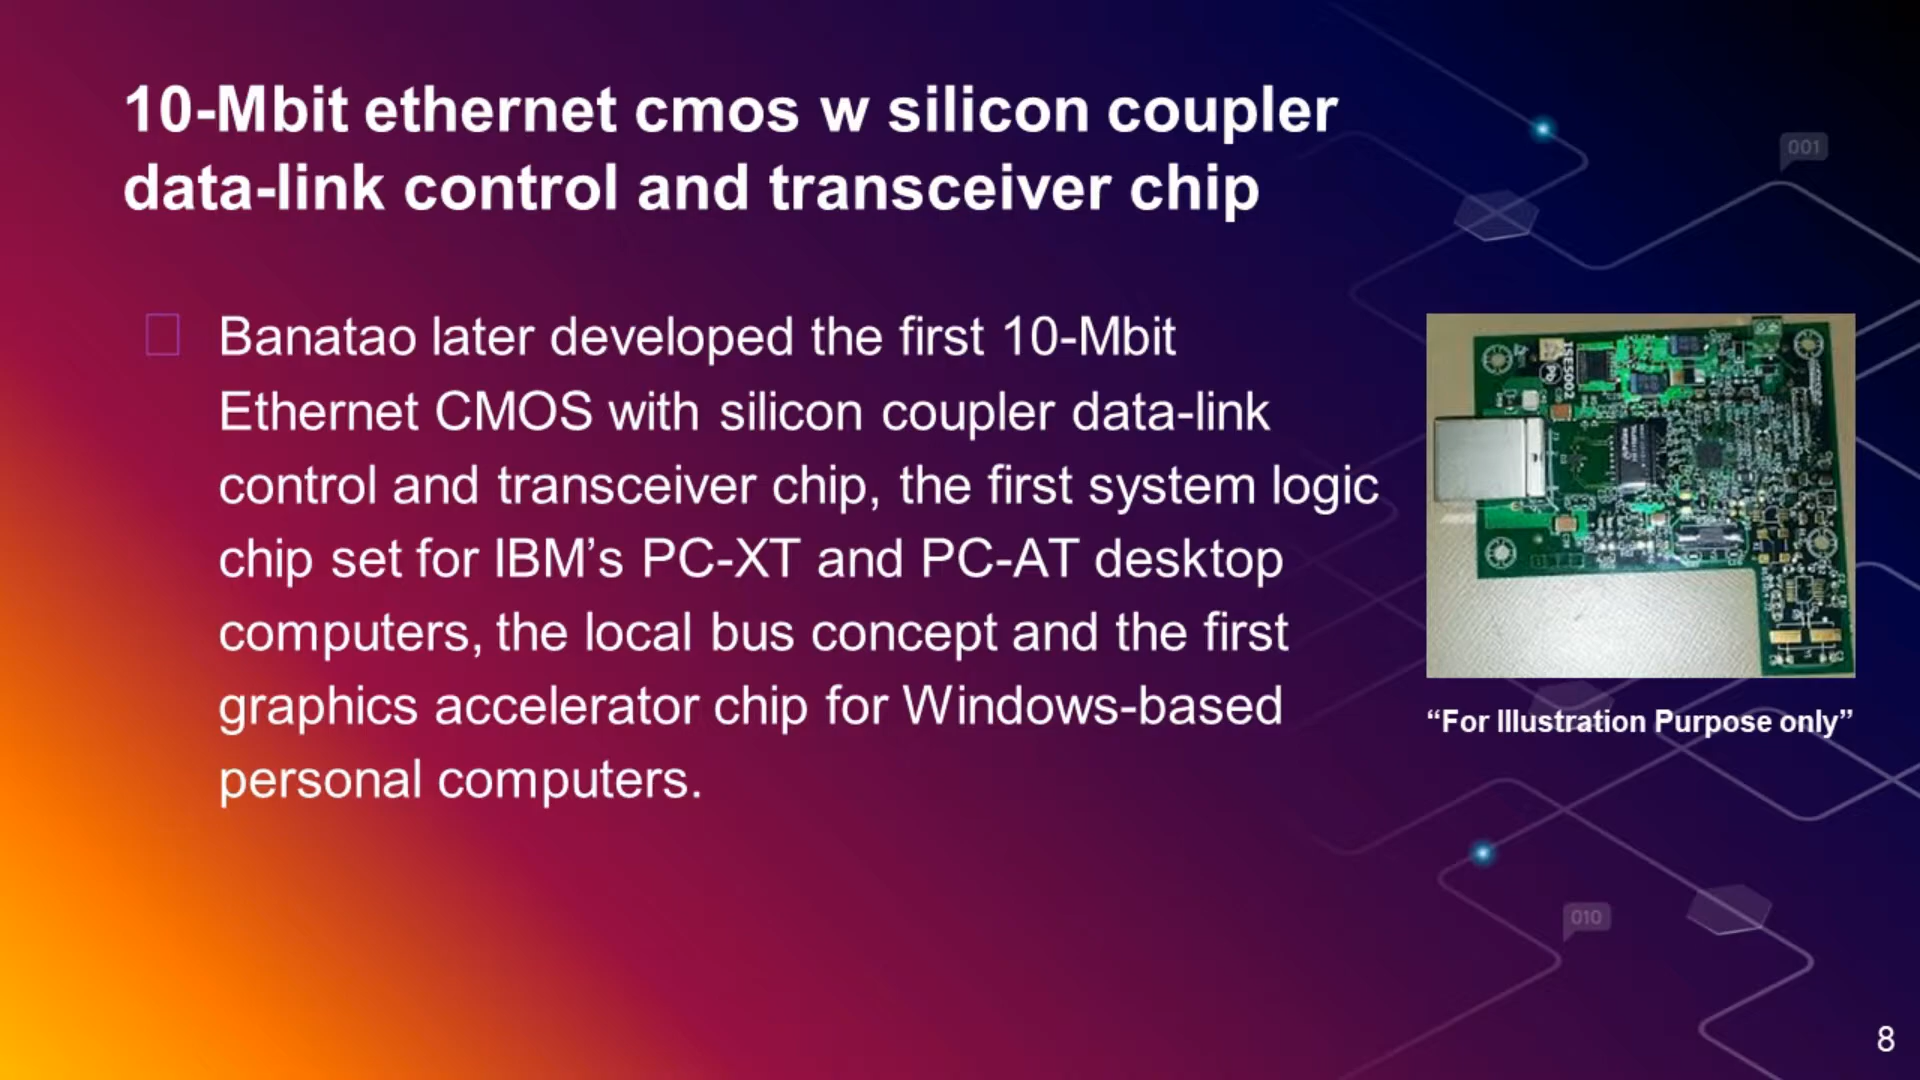 10-Mbit ethernet cmos w silicon coupler
data-link control and transceiver chip
001
Banatao later developed the first 10-Mbit
Ethernet CMOS with silicon coupler data-link
control and transceiver chip, the first system logic
chip set for IBM’s PC-XT and PC-AT desktop
computers, the local bus concept and the first
graphics accelerator chip for Windows-based
personal computers.
TSE5002
Pb
“For Illustration Purpose only”
010
8